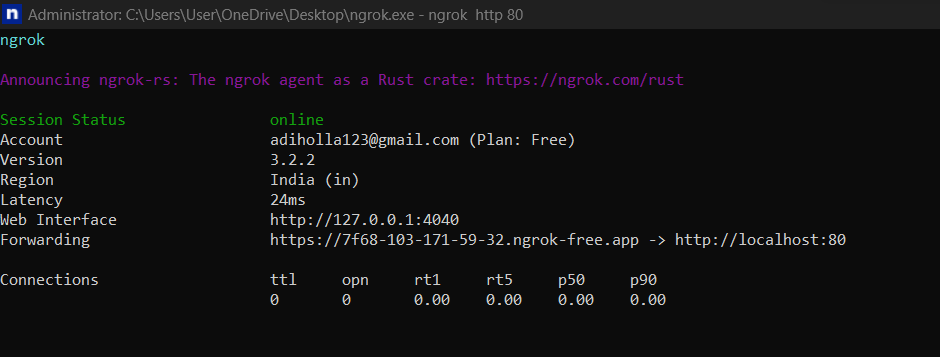 n Administrator: C:\Users\User\OneDrive\Desktop\ngrok.exe - ngrok  http 80
ngrok
Announcing ngrok-rs: The ngrok agent as a Rust crate: https://ngrok.com/rust
Session Status online
Account adiholla123@gmail.com (Plan: Free)
Version 3.2.2
Region India (in)
Latency 24ms
Web Interface http://127.0.0.1:4040
Forwarding https://7f68-103-171-59-32.ngrok-free.app -> http://localhost:80
Connections ttl opn rt1 rt5 p50 p90
0 0 0.00 0.00 0.00 0.00